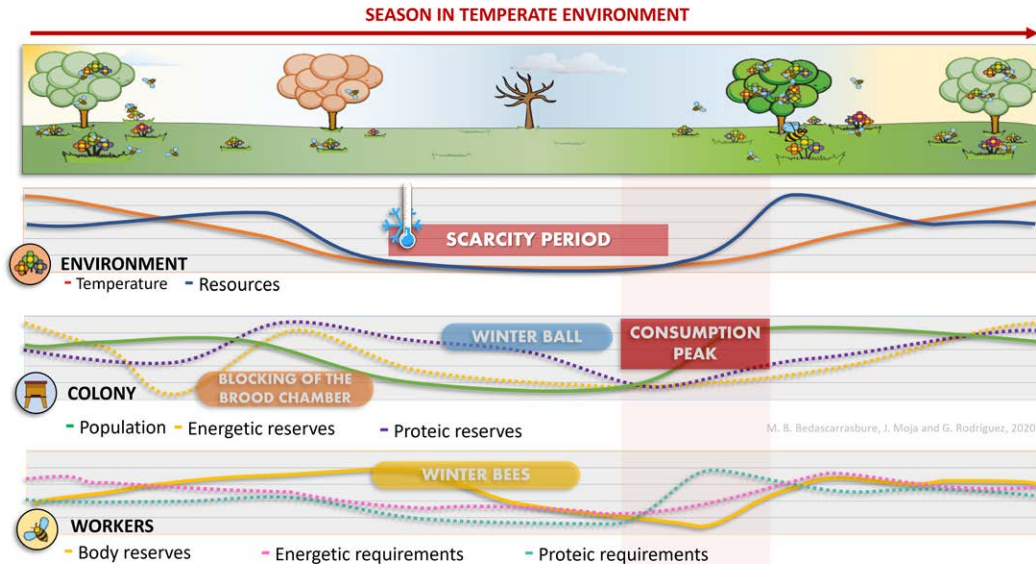 SEASON IN TEMPERATE ENVIRONMENT
SCARCITY PERIOD
ENVIRONMENT
- Temperature - Resources
WINTER BALL
CONSUMPTION
PEAK
BLOCKING OF THE
BROOD CHAMBER
COLONY
- Population - Energetic reserves - Proteic reserves
M. B. Bedascarrasbure, J. Moja and G. Rodríguez, 2020
WINTER BEES
WORKERS
- Body reserves - Energetic requirements - Proteic requirements